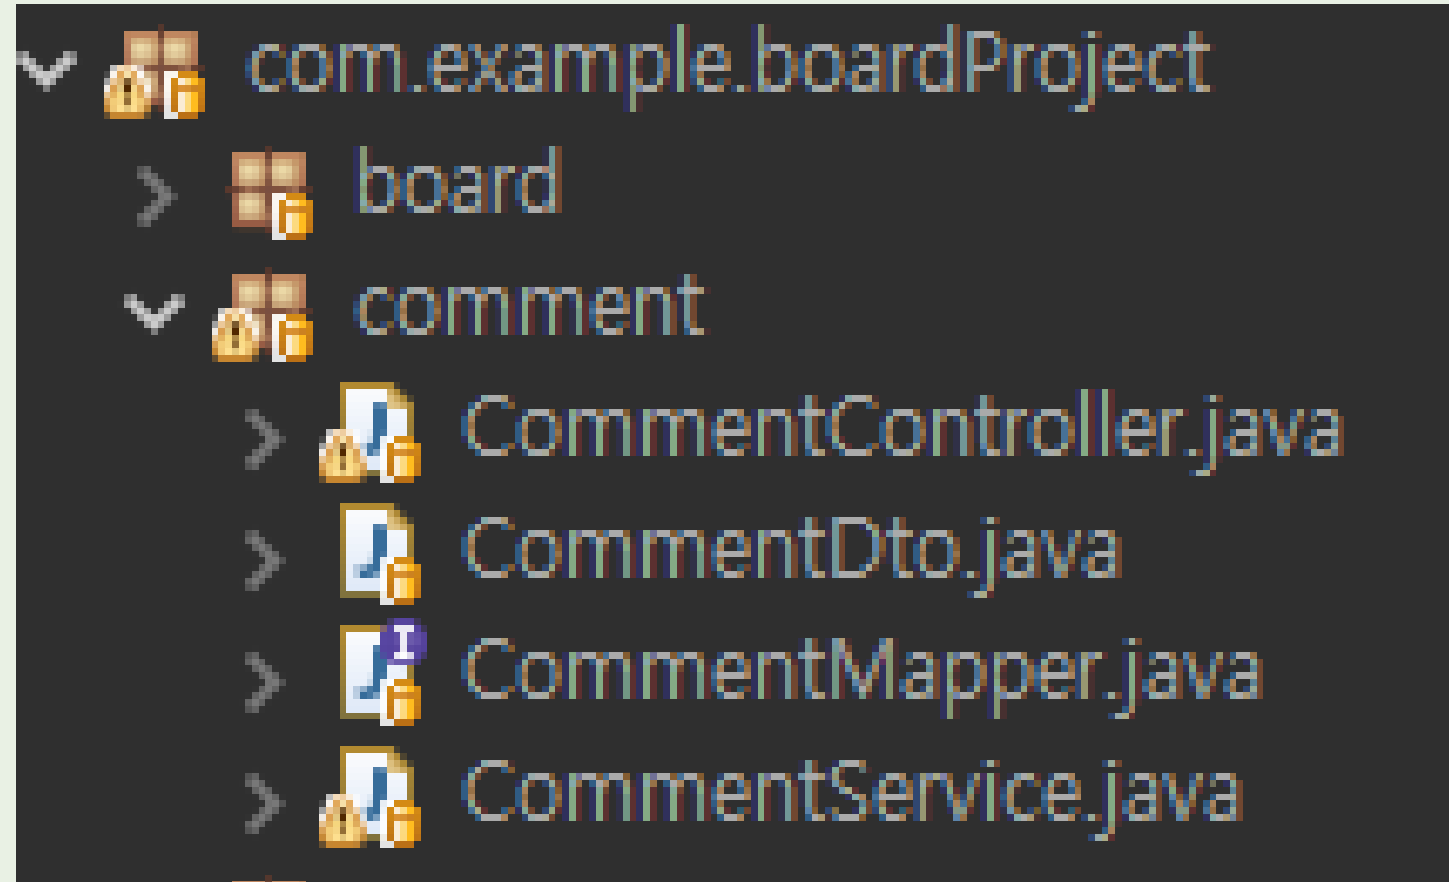 com.example.boardProject
board
comment
CommentController.java
CommentDto.java
CommentMapper.java
CommentService.java